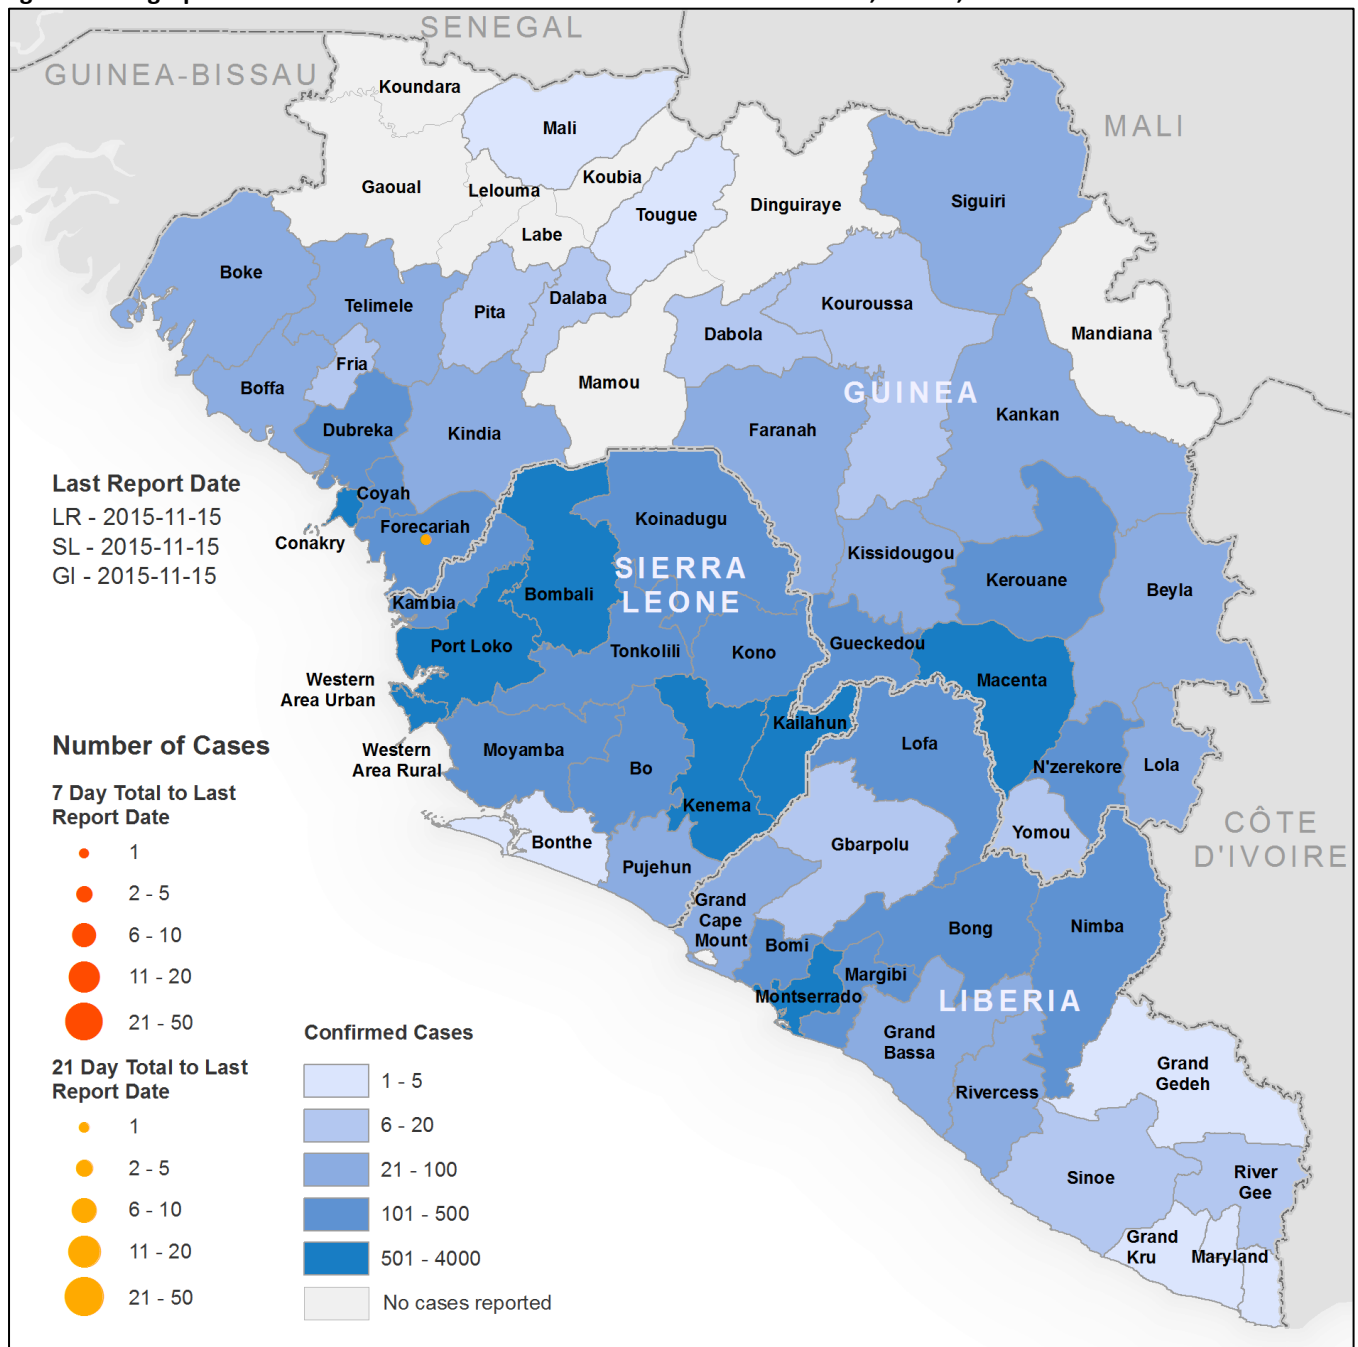 SENEGAL
GUINEA-BISSAU
MALI
Koundara
Mali
Gaoual
Lelouma
Koubia
Labe
Tougue
Dinguiraye
Siguiri
Boke
Telimele
Pita
Dalaba
Dabola
Kouroussa
Mandiana
Fria
Boffa
Mamou
GUINEA
Dubreka
Kindia
Faranah
Kankan
Last Report Date
LR - 2015-11-15
SL - 2015-11-15
GI - 2015-11-15
Coyah
Conakry
Forecariah
Koinadugu
Kissidougou
SIERRA
LEONE
Kambia
Bombali
Kerouane
Beyla
Port Loko
Tonkolili
Kono
Gueckedou
Macenta
Western
Area Urban
Kailahun
Western
Area Rural
Moyamba
Bo
Kenema
Lofa
N'zerekore
Lola
Bonthe
Pujehun
Gbarpolu
Yomou
CÔTE
D'IVOIRE
Grand
Cape
Mount
Bomi
Bong
Nimba
Montserrado
Margibi
LIBERIA
Grand
Bassa
Rivercess
Grand
Gedeh
Sinoe
River
Gee
Grand
Kru
Maryland
Number of Cases
7 Day Total to Last
Report Date
1
2 - 5
6 - 10
11 - 20
21 - 50
21 Day Total to Last
Report Date
1
2 - 5
6 - 10
11 - 20
21 - 50
Confirmed Cases
1 - 5
6 - 20
21 - 100
101 - 500
501 - 4000
No cases reported